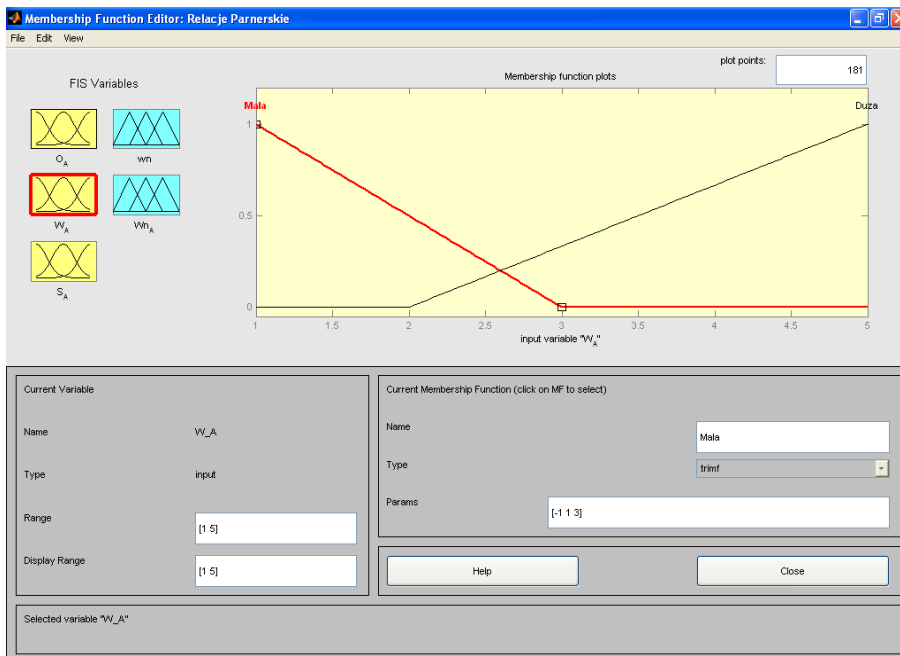 Membership Function Editor: Relacje Parnerskie
File Edit View
FIS Variables
plot points:
181
Membership function plots
Mala
Duza
1
0.5
0
1 1.5 2 2.5 3 3.5 4 4.5 5
input variable "W_A"
O_A
wn
W_A
Wn_A
S_A
Current Variable
Name W_A
Type input
Range [1 5]
Display Range [1 5]
Current Membership Function (click on MF to select)
Name Mala
Type trimf
Params [-1 1 3]
Help Close
Selected variable "W_A"